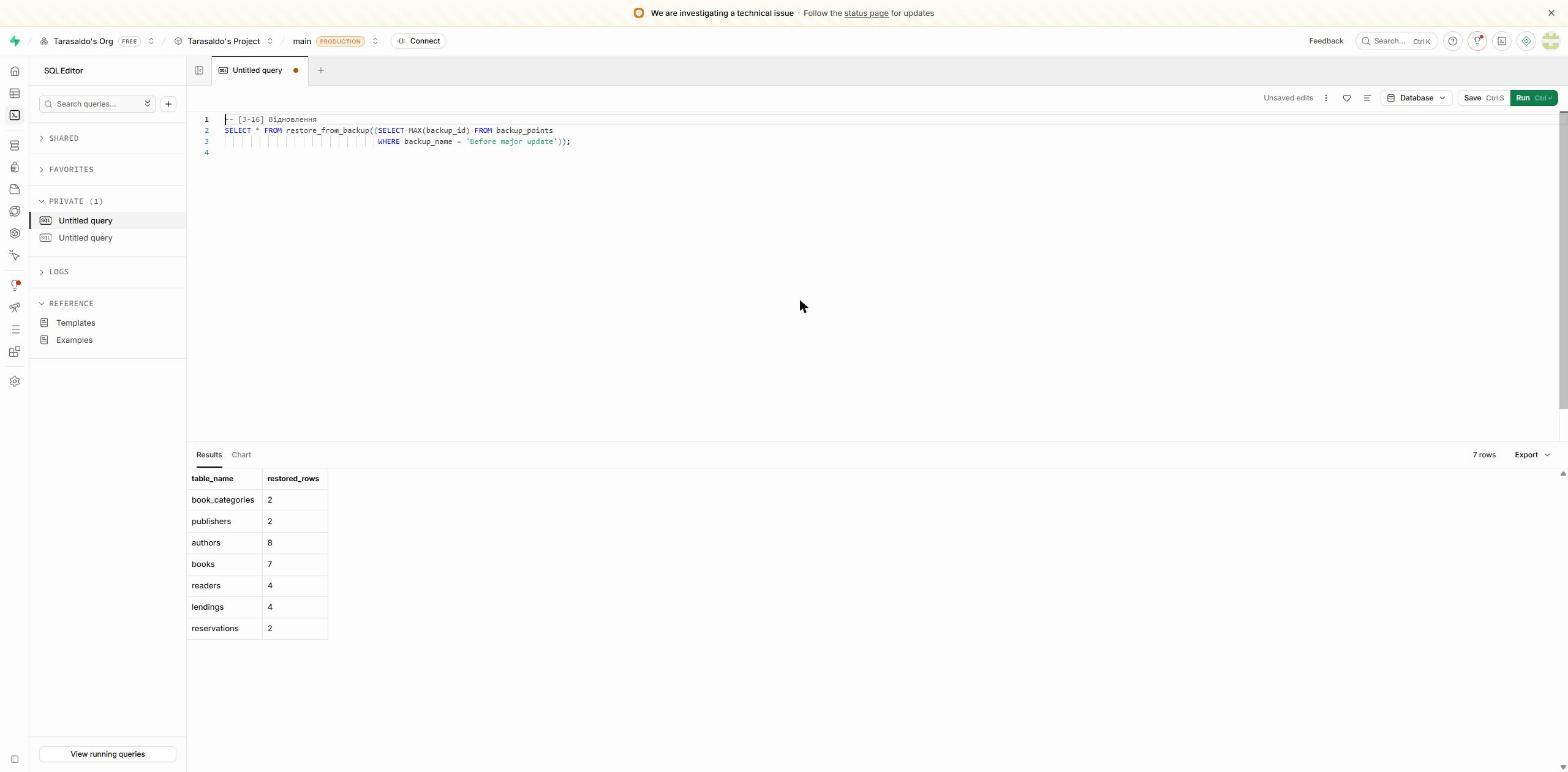 We are investigating a technical issue · Follow the status page for updates
Tarasaldo's Org FREE / Tarasaldo's Project / main PRODUCTION Connect
Feedback Search... Ctrl K
SQLEditor
Untitled query
Search queries...
Unsaved edits Database Save Ctrl S Run Ctrl ↵
SHARED
FAVORITES
PRIVATE (1)
Untitled query
Untitled query
LOGS
REFERENCE
Templates
Examples
View running queries
1 -- [3-16] Відновлення
2 SELECT * FROM restore_from_backup((SELECT MAX(backup_id) FROM backup_points
3 WHERE backup_name = 'Before major update'));
4
Results Chart 7 rows Export
table_name restored_rows
book_categories 2
publishers 2
authors 8
books 7
readers 4
lendings 4
reservations 2